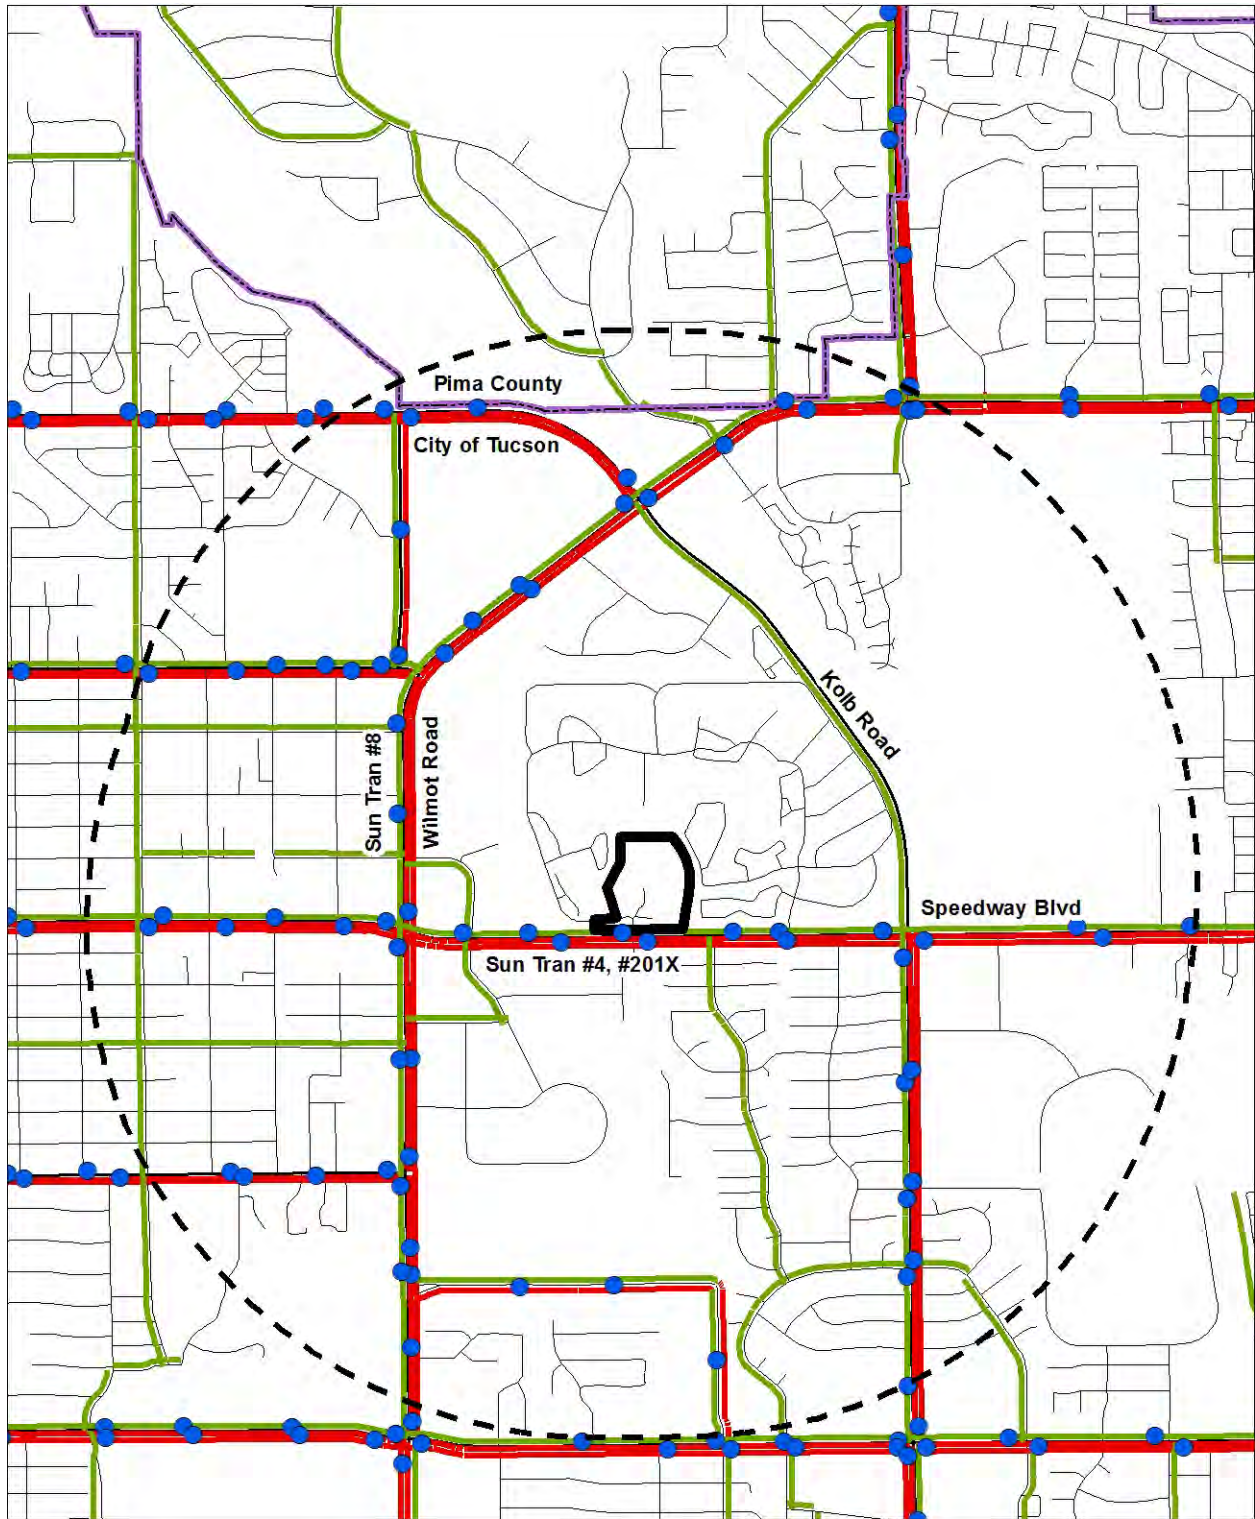 Pima County
City of Tucson
Kolb Road
Sun Tran #8
Wilmot Road
Speedway Blvd
Sun Tran #4, #201X